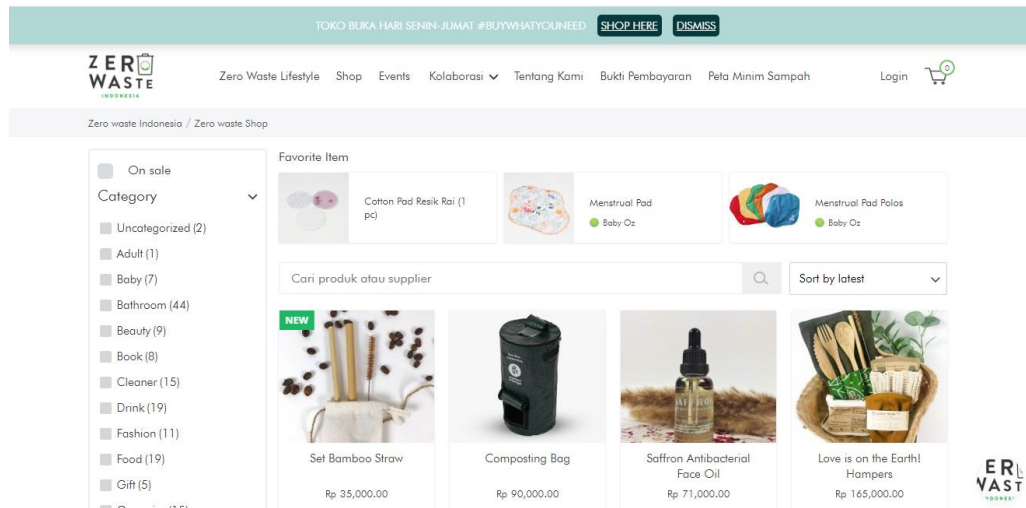 TOKO BUKA HARI SENIN-JUMAT #BUYWHATYOUNEED SHOP HERE DISMISS
ZERO
WASTE
INDONESIA
Zero Waste Lifestyle Shop Events Kolaborasi Tentang Kami Bukti Pembayaran Peta Minim Sampah Login 0
Zero waste Indonesia / Zero waste Shop
On sale
Category
Uncategorized (2)
Adult (1)
Baby (7)
Bathroom (44)
Beauty (9)
Book (8)
Cleaner (15)
Drink (19)
Fashion (11)
Food (19)
Gift (5)
Favorite Item
Cotton Pad Resik Rai (1
pc)
Menstrual Pad
Baby Oz
Menstrual Pad Polos
Baby Oz
Cari produk atau supplier
Sort by latest
NEW
Set Bamboo Straw
Rp 35,000.00
Composting Bag
Rp 90,000.00
SAFFRON
Saffron Antibacterial
Face Oil
Rp 71,000.00
Love is on the Earth!
Hampers
Rp 165,000.00